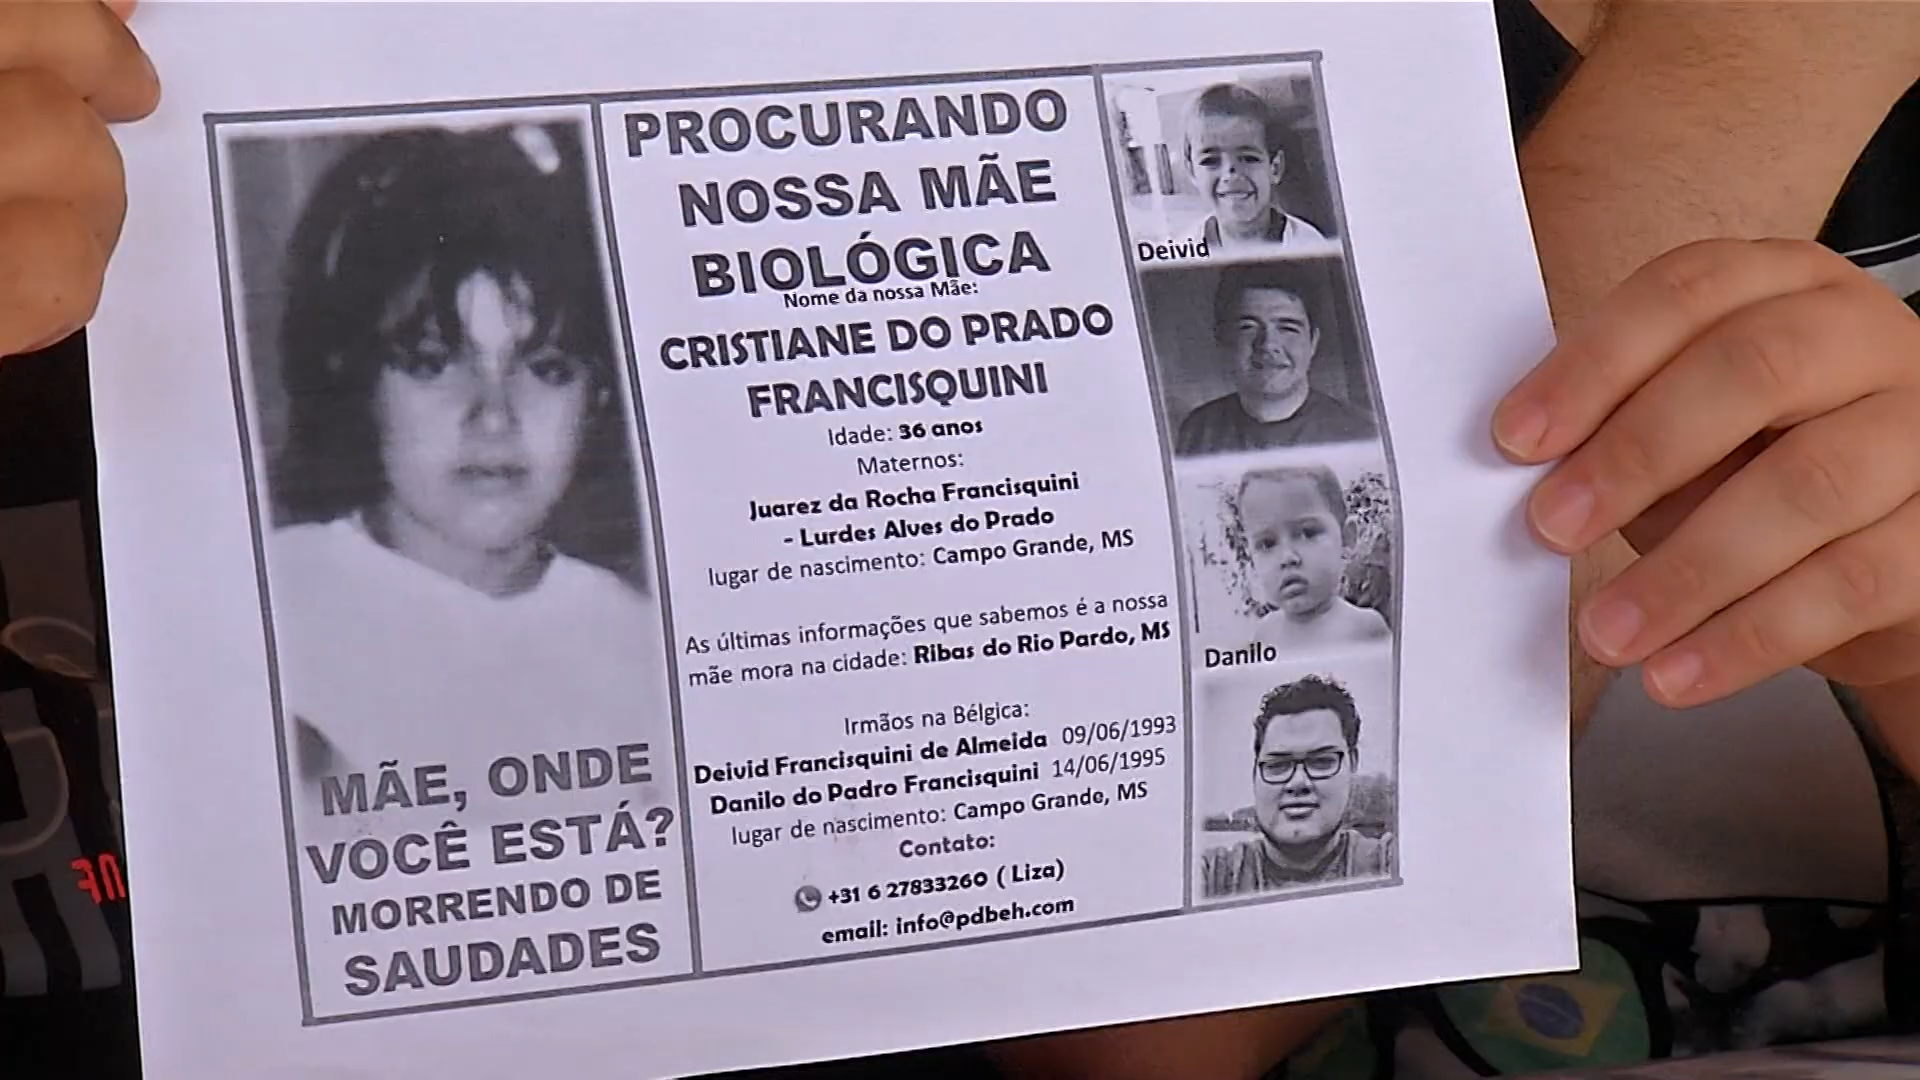 MÃE, ONDE
VOCÊ ESTÁ?
MORRENDO DE
SAUDADES
PROCURANDO
NOSSA MÃE
BIOLÓGICA
Nome da nossa Mãe:
CRISTIANE DO PRADO
FRANCISQUINI
Idade: 36 anos
Maternos:
Juarez da Rocha Francisquini
- Lurdes Alves do Prado
lugar de nascimento: Campo Grande, MS
As últimas informações que sabemos é a nossa
mãe mora na cidade: Ribas do Rio Pardo, MS
Irmãos na Bélgica:
Deivid Francisquini de Almeida 09/06/1993
Danilo do Padro Francisquini 14/06/1995
lugar de nascimento: Campo Grande, MS
Contato:
+31 6 27833260 ( Liza)
email: info@pdbeh.com
Deivid
Danilo